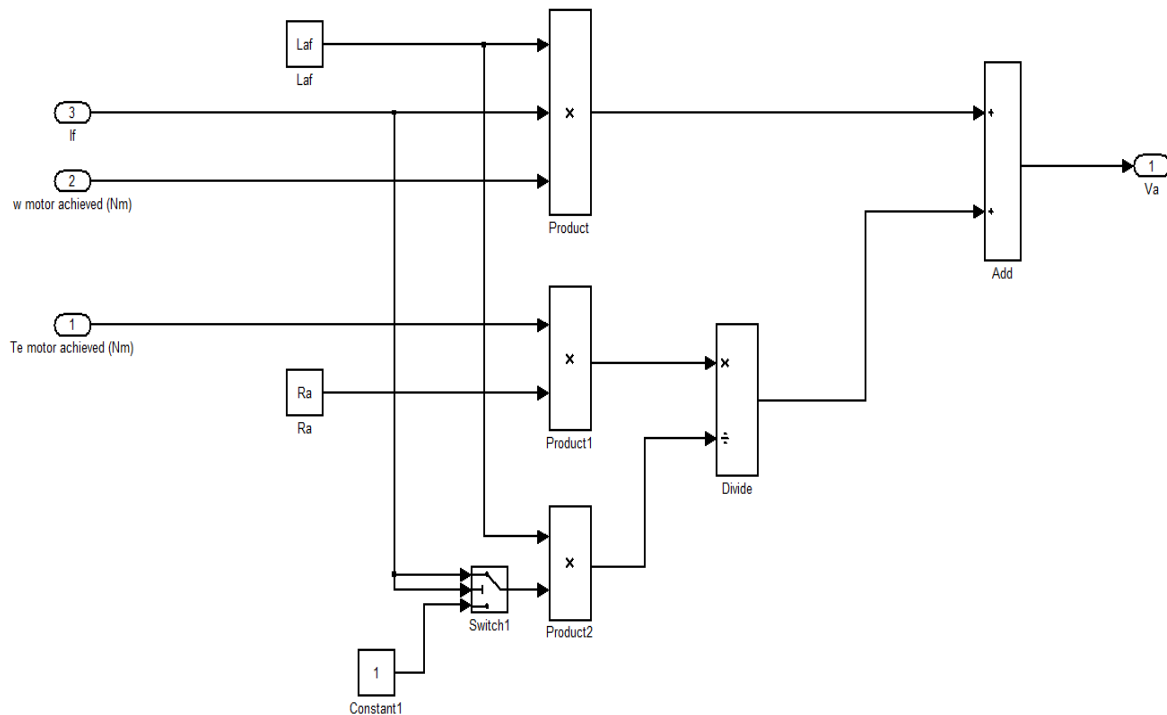 Laf
Laf
3
If
2
w motor achieved (Nm)
×
Product
+
+
Add
1
Va
1
Te motor achieved (Nm)
Ra
Ra
×
Product1
×
÷
Divide
×
Product2
Switch1
1
Constant1